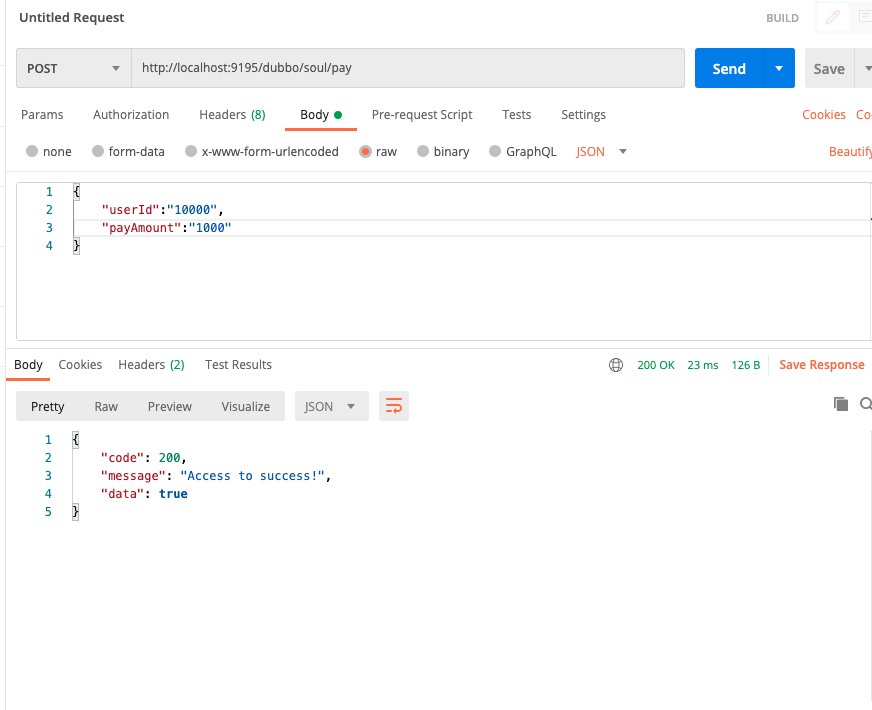 Untitled Request BUILD
POST http://localhost:9195/dubbo/soul/pay Send Save
Params Authorization Headers (8) Body Pre-request Script Tests Settings Cookies Co
none form-data x-www-form-urlencoded raw binary GraphQL JSON Beautify
1 {
2 "userId":"10000",
3 "payAmount":"1000"
4 }
Body Cookies Headers (2) Test Results 200 OK 23 ms 126 B Save Response
Pretty Raw Preview Visualize JSON
1 {
2 "code": 200,
3 "message": "Access to success!",
4 "data": true
5 }